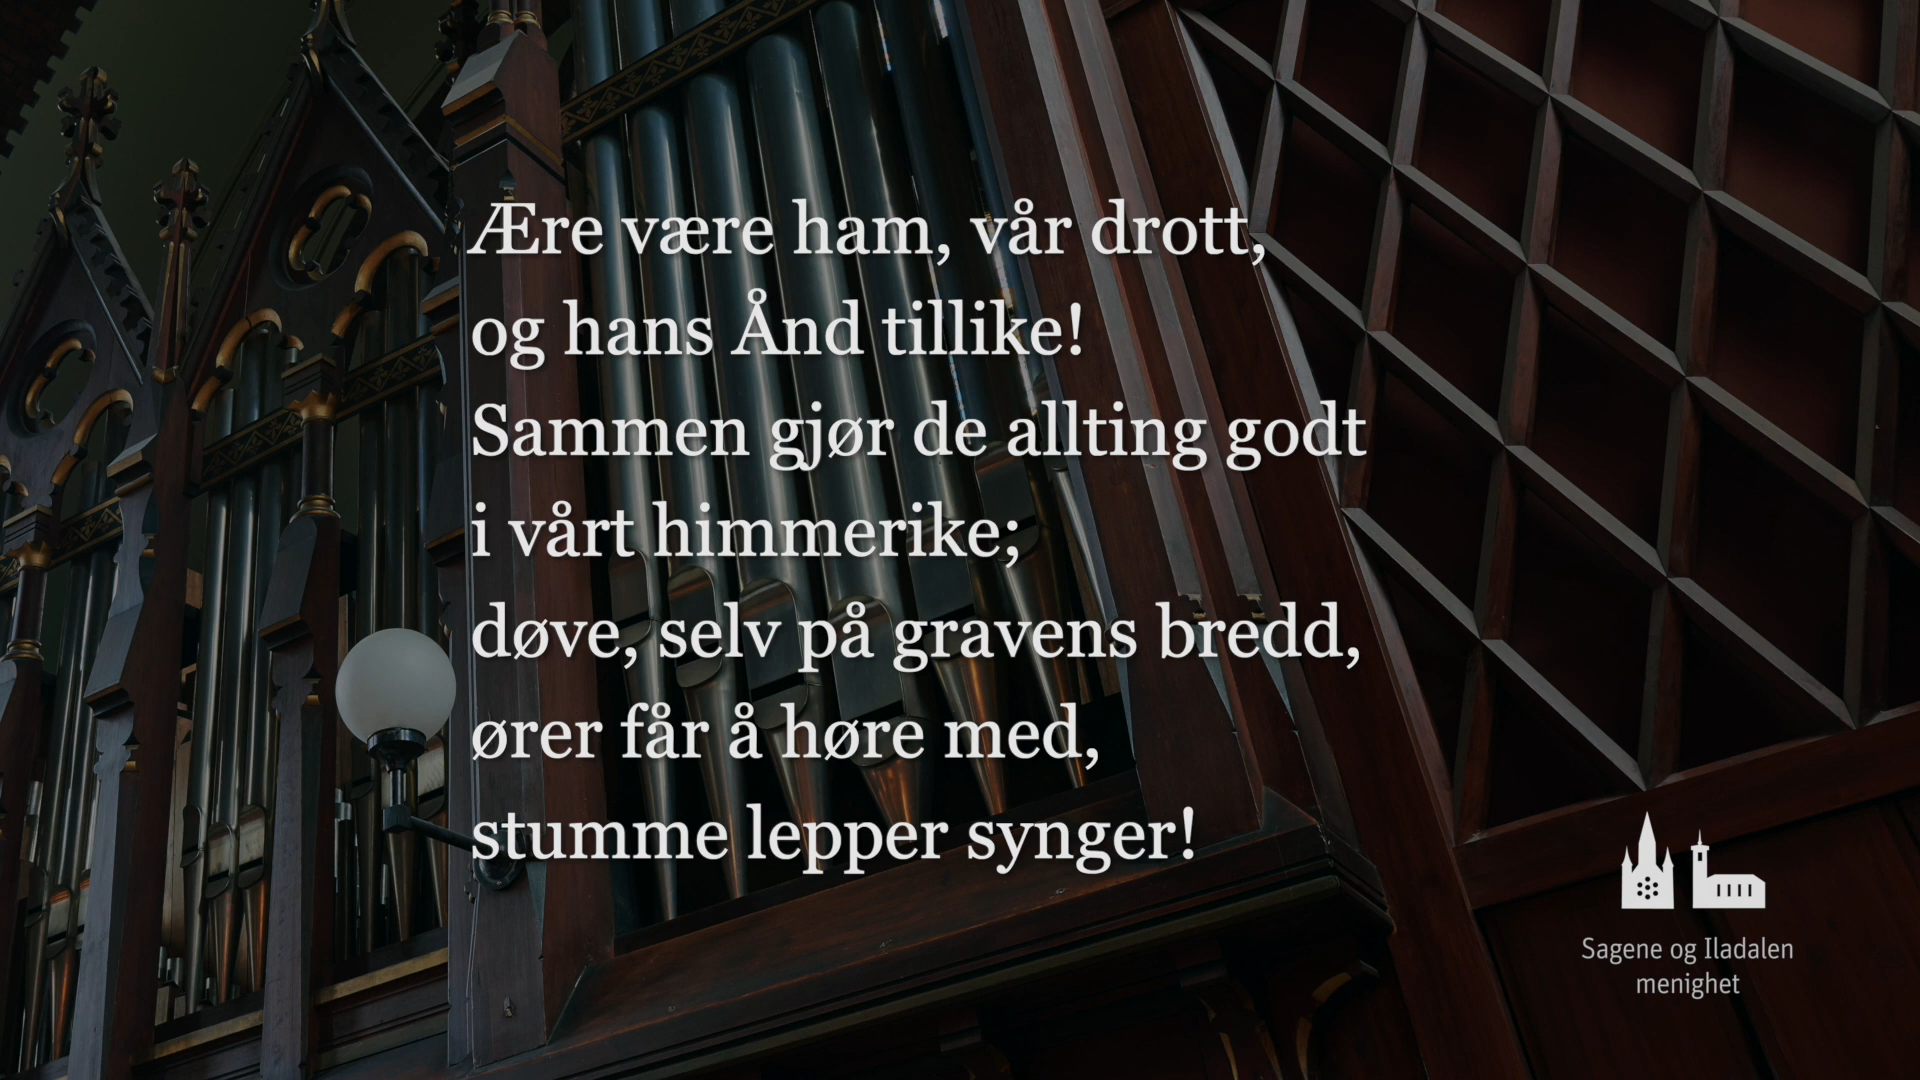 Ære være ham, vår drott,
og hans Ånd tillike!
Sammen gjør de allting godt
i vårt himmerike;
døve, selv på gravens bredd,
ører får å høre med,
stumme lepper synger!
Sagene og Iladalen
menighet